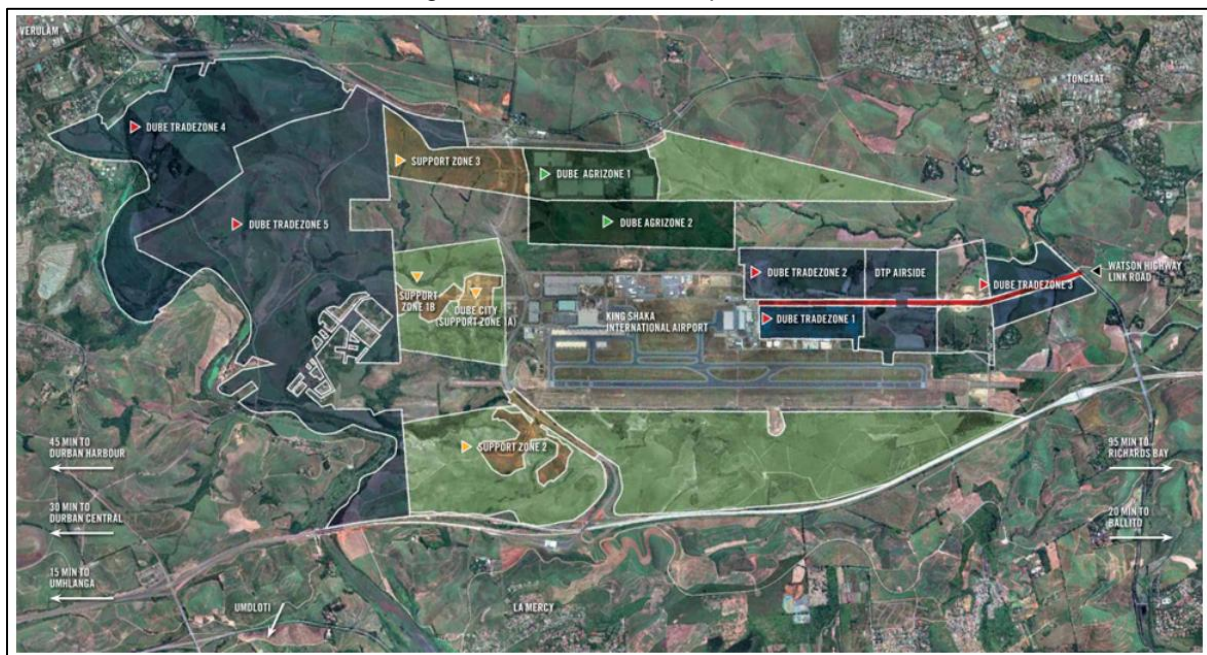 VERULAM
TONGAAT
DUBE TRADEZONE 4
SUPPORT ZONE 3
DUBE AGRIZONE 1
DUBE TRADEZONE 5
DUBE AGRIZONE 2
WATSON HIGHWAY
LINK ROAD
DUBE TRADEZONE 2
DTP AIRSIDE
DUBE TRADEZONE 3
SUPPORT
ZONE 1B
DUBE CITY
(SUPPORT ZONE 1A)
KING SHAKA
INTERNATIONAL AIRPORT
DUBE TRADEZONE 1
SUPPORT ZONE 2
45 MIN TO
DURBAN HARBOUR
95 MIN TO
RICHARDS BAY
30 MIN TO
DURBAN CENTRAL
20 MIN TO
BALLITO
15 MIN TO
UMHLANGA
UMDLOTI
LA MERCY